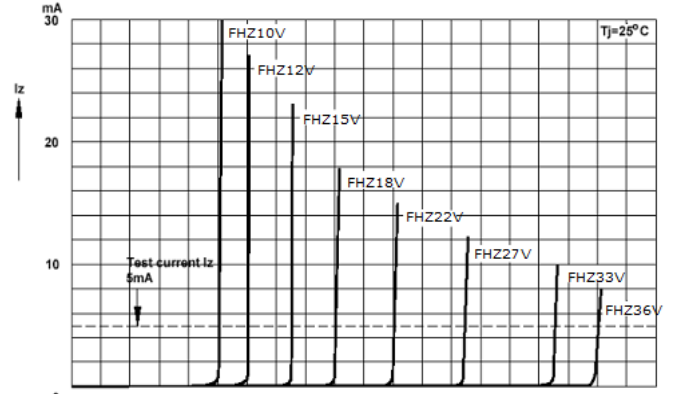 mA
30
Tj=25°C
FHZ10V
FHZ12V
Iz
FHZ15V
20
FHZ18V
FHZ22V
FHZ27V
Test current Iz
10
5mA
FHZ33V
FHZ36V